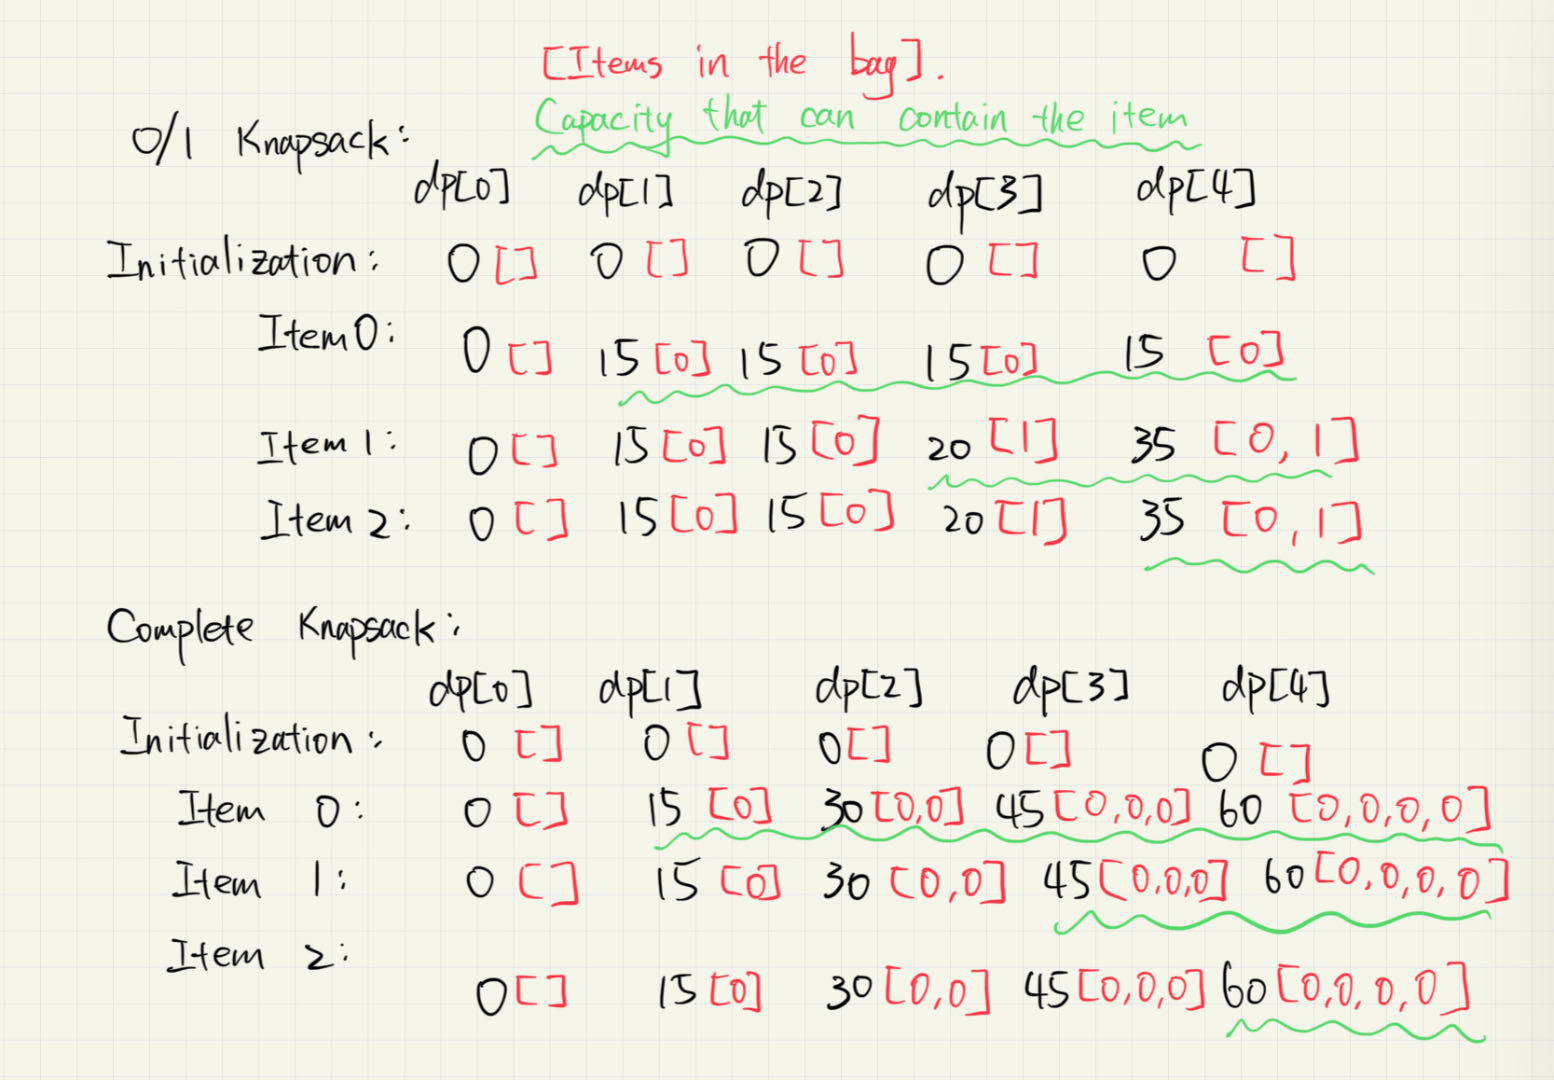 [Items in the bag].
Capacity that can contain the item
0/1 Knapsack:
dp[0] dp[1] dp[2] dp[3] dp[4]
Initialization: 0 [] 0 [] 0 [] 0 [] 0 []
Item 0: 0 [] 15 [0] 15 [0] 15 [0] 15 [0]
Item 1: 0 [] 15 [0] 15 [0] 20 [1] 35 [0, 1]
Item 2: 0 [] 15 [0] 15 [0] 20 [1] 35 [0, 1]
Complete Knapsack:
dp[0] dp[1] dp[2] dp[3] dp[4]
Initialization: 0 [] 0 [] 0 [] 0 [] 0 []
Item 0: 0 [] 15 [0] 30 [0,0] 45 [0,0,0] 60 [0,0,0,0]
Item 1: 0 [] 15 [0] 30 [0,0] 45 [0,0,0] 60 [0,0,0,0]
Item 2: 0 [] 15 [0] 30 [0,0] 45 [0,0,0] 60 [0,0,0,0]